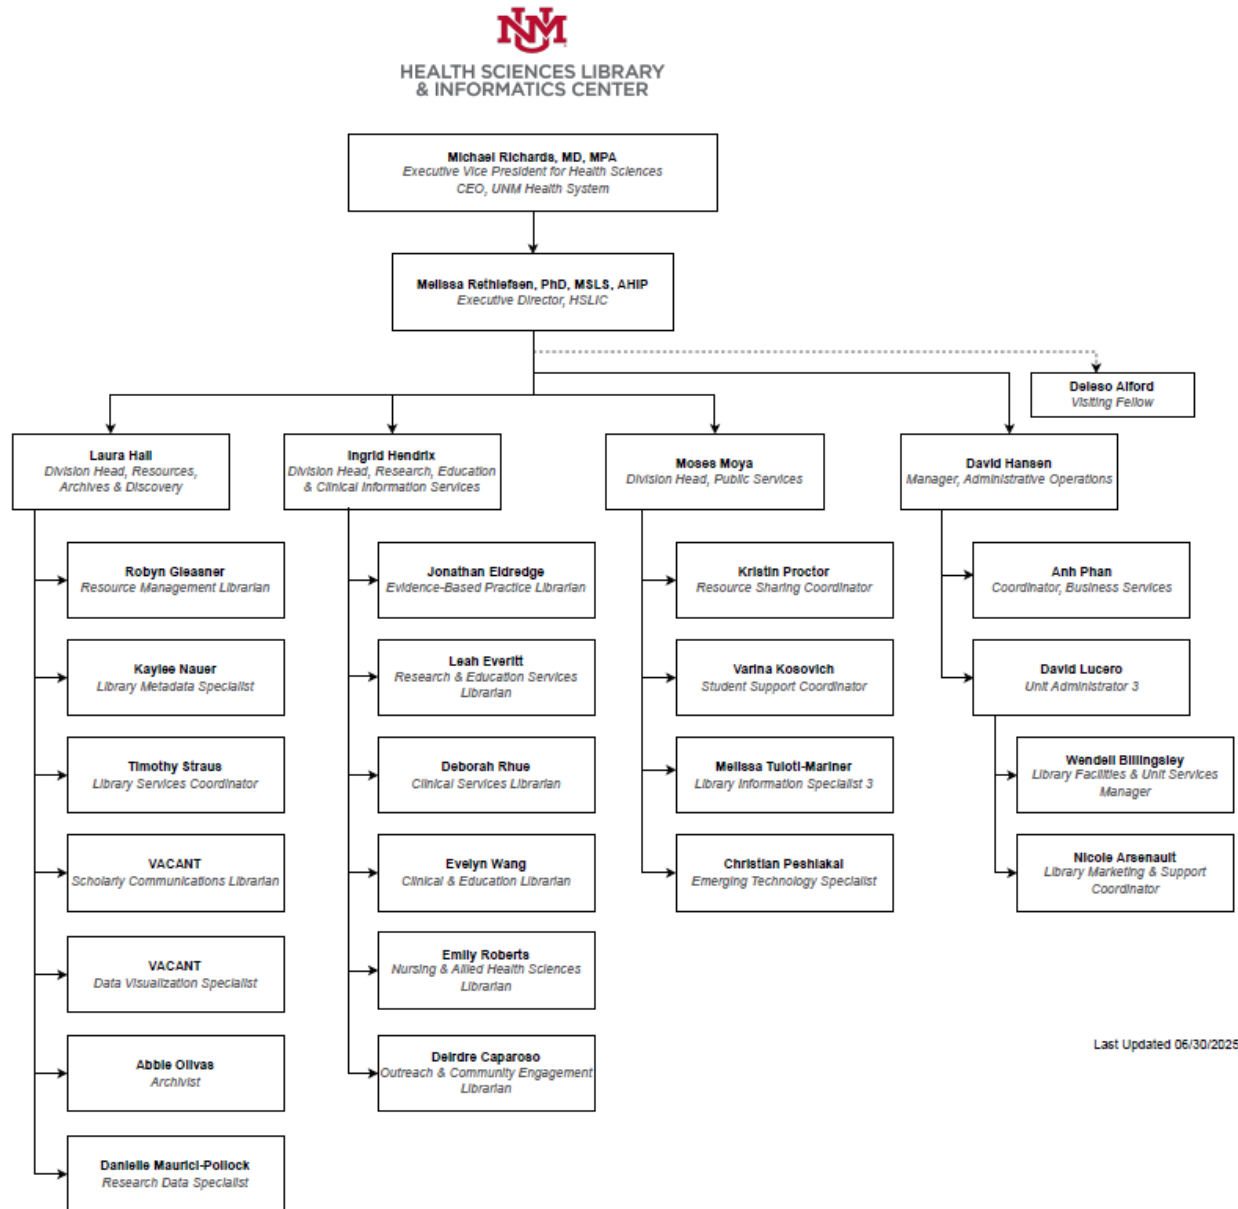 UNM
HEALTH SCIENCES LIBRARY
& INFORMATICS CENTER
Michael Richards, MD, MPA
Executive Vice President for Health Sciences
CEO, UNM Health System
Melissa Rethlefsen, PhD, MSLS, AHIP
Executive Director, HSLIC
Deleso Alford
Visiting Fellow
Laura Hall
Division Head, Resources,
Archives & Discovery
Ingrid Hendrix
Division Head, Research, Education
& Clinical Information Services
Moses Moya
Division Head, Public Services
David Hansen
Manager, Administrative Operations
Robyn Gleasner
Resource Management Librarian
Kaylee Nauer
Library Metadata Specialist
Timothy Straus
Library Services Coordinator
VACANT
Scholarly Communications Librarian
VACANT
Data Visualization Specialist
Abbie Olivas
Archivist
Danielle Maurici-Pollock
Research Data Specialist
Jonathan Eldredge
Evidence-Based Practice Librarian
Leah Everitt
Research & Education Services
Librarian
Deborah Rhue
Clinical Services Librarian
Evelyn Wang
Clinical & Education Librarian
Emily Roberts
Nursing & Allied Health Sciences
Librarian
Deirdre Caparoso
Outreach & Community Engagement
Librarian
Kristin Proctor
Resource Sharing Coordinator
Varina Kosovich
Student Support Coordinator
Melissa Tuloti-Mariner
Library Information Specialist 3
Christian Peshlakai
Emerging Technology Specialist
Anh Phan
Coordinator, Business Services
David Lucero
Unit Administrator 3
Wendell Billingsley
Library Facilities & Unit Services
Manager
Nicole Arsenault
Library Marketing & Support
Coordinator
Last Updated 06/30/2025